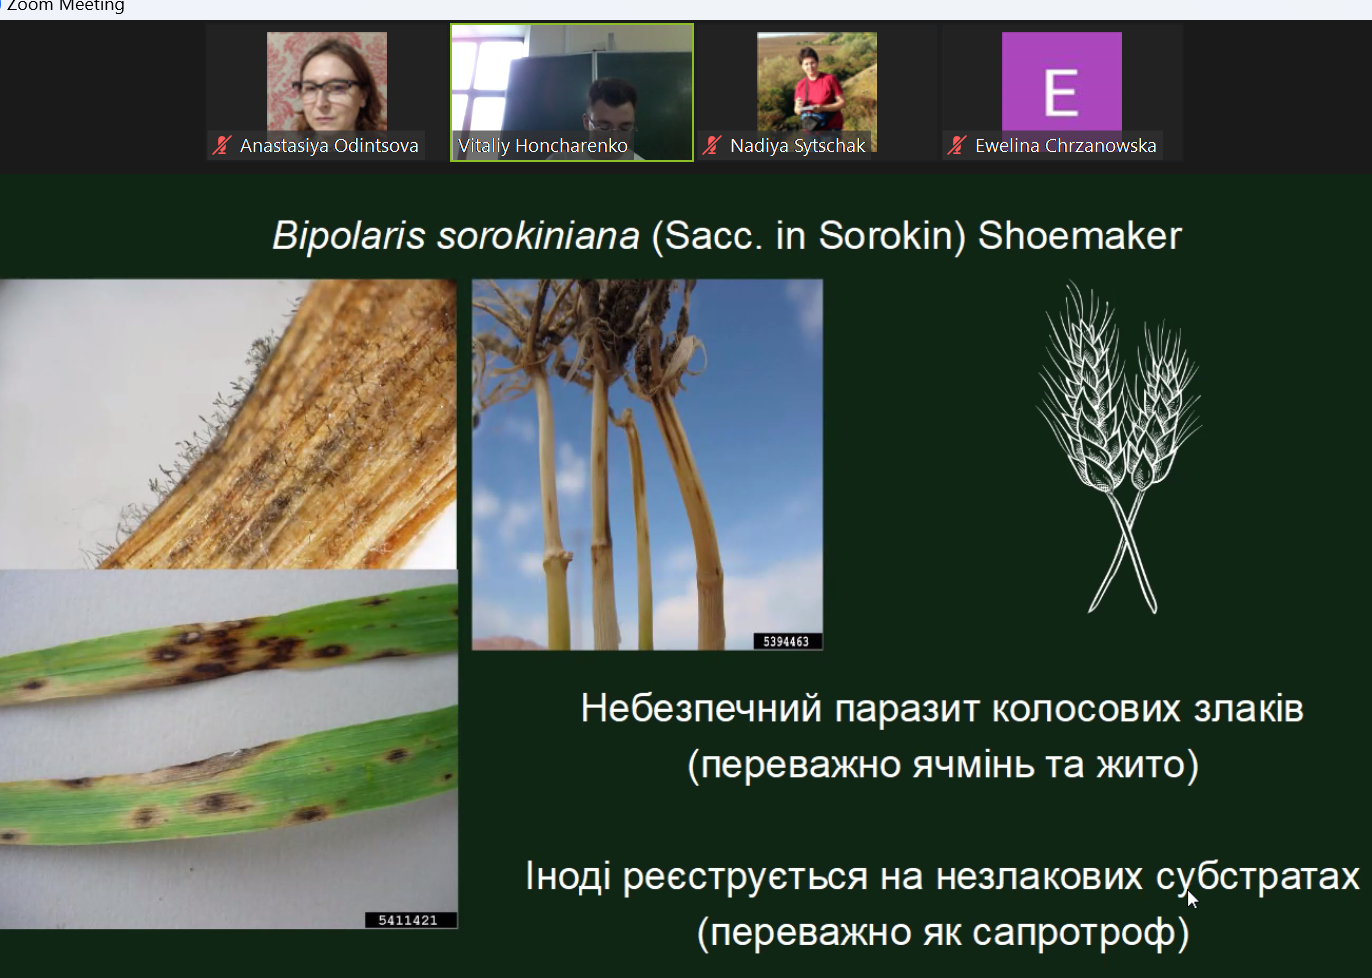 Zoom Meeting
Anastasiya Odintsova
Vitaliy Honcharenko
Nadiya Sytschak
E
Ewelina Chrzanowska
Bipolaris sorokiniana (Sacc. in Sorokin) Shoemaker
5394463
5411421
Небезпечний паразит колосових злаків
(переважно ячмінь та жито)
Іноді реєструється на незлакових субстратах
(переважно як сапротроф)